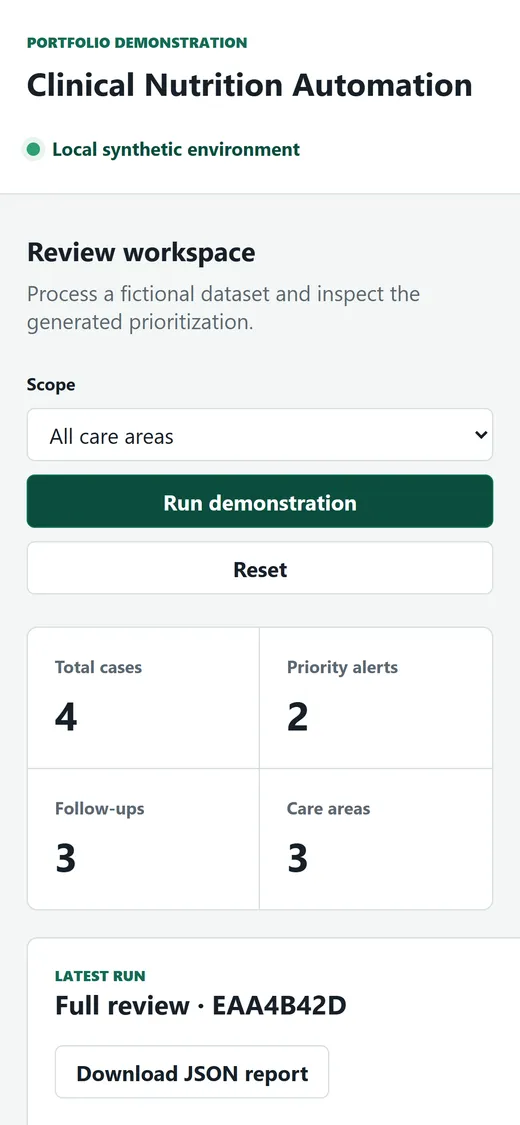 PORTFOLIO DEMONSTRATION
Clinical Nutrition Automation
Local synthetic environment
Review workspace
Process a fictional dataset and inspect the
generated prioritization.
Scope
All care areas
Run demonstration
Reset
Total cases
4
Priority alerts
2
Follow-ups
3
Care areas
3
LATEST RUN
Full review · EAA4B42D
Download JSON report